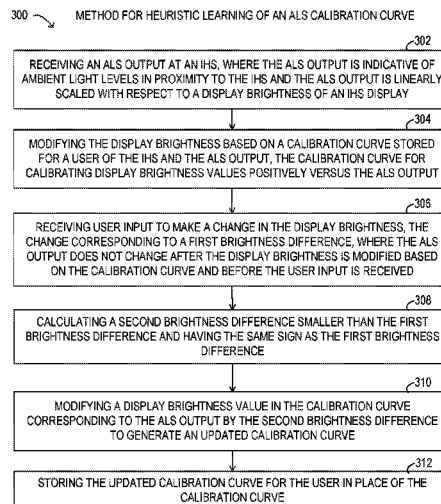 300 METHOD FOR HEURISTIC LEARNING OF AN ALS CALIBRATION CURVE
302
RECEIVING AN ALS OUTPUT AT AN IHS, WHERE THE ALS OUTPUT IS INDICATIVE OF
AMBIENT LIGHT LEVELS IN PROXIMITY TO THE IHS AND THE ALS OUTPUT IS LINEARLY
SCALED WITH RESPECT TO A DISPLAY BRIGHTNESS OF AN IHS DISPLAY
304
MODIFYING THE DISPLAY BRIGHTNESS BASED ON A CALIBRATION CURVE STORED
FOR A USER OF THE IHS AND THE ALS OUTPUT, THE CALIBRATION CURVE FOR
CALIBRATING DISPLAY BRIGHTNESS VALUES POSITIVELY VERSUS THE ALS OUTPUT
306
RECEIVING USER INPUT TO MAKE A CHANGE IN THE DISPLAY BRIGHTNESS, THE
CHANGE CORRESPONDING TO A FIRST BRIGHTNESS DIFFERENCE, WHERE THE ALS
OUTPUT DOES NOT CHANGE AFTER THE DISPLAY BRIGHTNESS IS MODIFIED BASED
ON THE CALIBRATION CURVE AND BEFORE THE USER INPUT IS RECEIVED
308
CALCULATING A SECOND BRIGHTNESS DIFFERENCE SMALLER THAN THE FIRST
BRIGHTNESS DIFFERENCE AND HAVING THE SAME SIGN AS THE FIRST BRIGHTNESS
DIFFERENCE
310
MODIFYING A DISPLAY BRIGHTNESS VALUE IN THE CALIBRATION CURVE
CORRESPONDING TO THE ALS OUTPUT BY THE SECOND BRIGHTNESS DIFFERENCE
TO GENERATE AN UPDATED CALIBRATION CURVE
312
STORING THE UPDATED CALIBRATION CURVE FOR THE USER IN PLACE OF THE
CALIBRATION CURVE